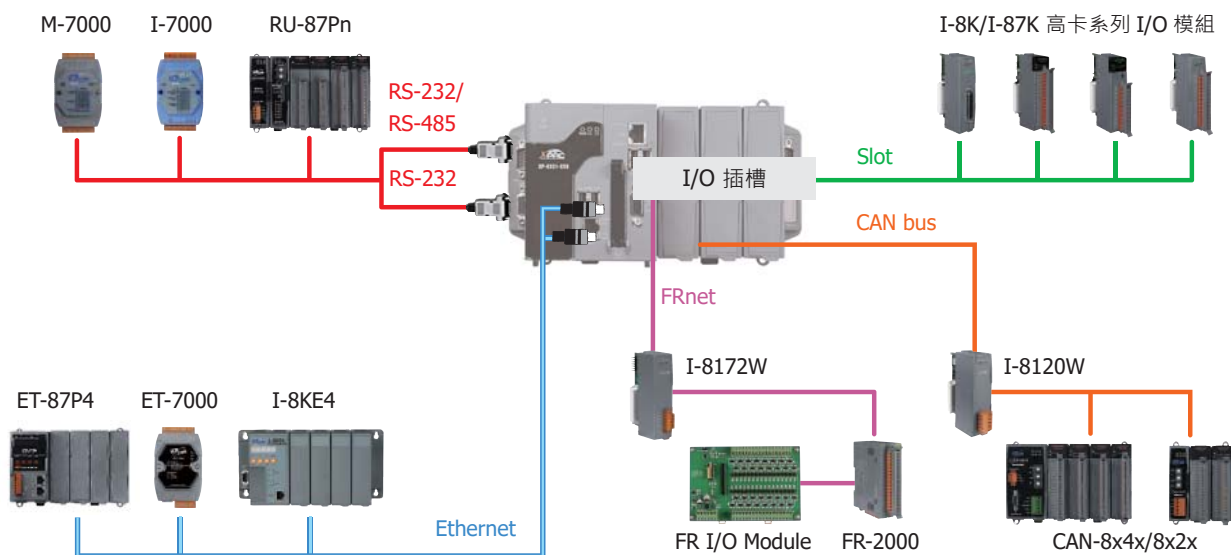 M-7000
I-7000
RU-87Pn
I-8K/I-87K 高卡系列 I/O 模組
RS-232/
RS-485
RS-232
I/O 插槽
Slot
CAN bus
FRnet
I-8172W
I-8120W
ET-87P4
ET-7000
I-8KE4
Ethernet
FR I/O Module
FR-2000
CAN-8x4x/8x2x